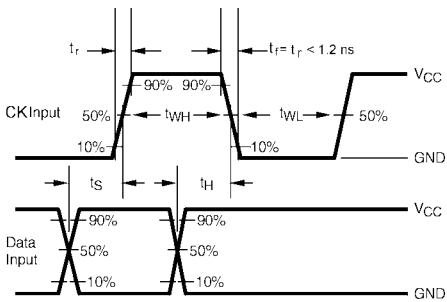 tr
tf = tr < 1.2 ns
90% 90%
VCC
CKInput
50%
tWH
tWL
50%
10%
10%
GND
tS
tH
VCC
90%
90%
Data
Input
50%
50%
10%
10%
GND